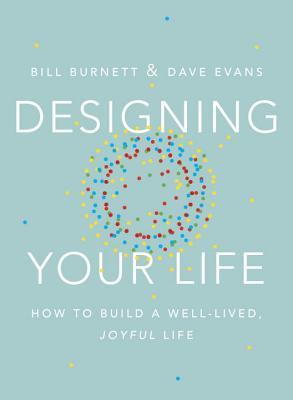 BILL BURNETT & DAVE EVANS
DESIGNING
YOUR LIFE
HOW TO BUILD A WELL-LIVED,
JOYFUL LIFE